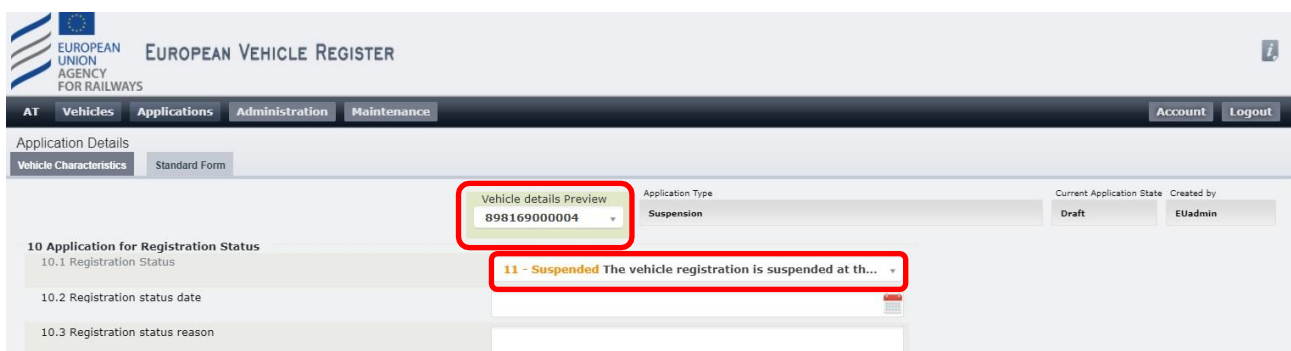 EUROPEAN
UNION
AGENCY
FOR RAILWAYS
EUROPEAN VEHICLE REGISTER
i
AT Vehicles Applications Administration Maintenance Account Logout
Application Details
Vehicle Characteristics Standard Form
Vehicle details Preview Application Type Current Application State Created by
898169000004 Suspension Draft EUadmin
10 Application for Registration Status
10.1 Registration Status 11 - Suspended The vehicle registration is suspended at th...
10.2 Registration status date
10.3 Registration status reason